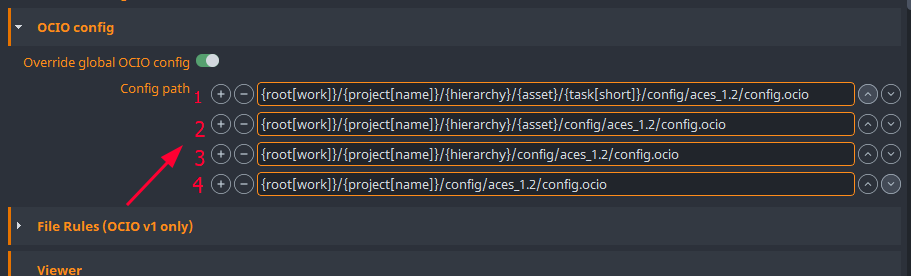 OCIO config
Override global OCIO config
Config path
1 + − {root[work]}/{project[name]}/{hierarchy}/{asset}/{task[short]}/config/aces_1.2/config.ocio
2 + − {root[work]}/{project[name]}/{hierarchy}/{asset}/config/aces_1.2/config.ocio
3 + − {root[work]}/{project[name]}/{hierarchy}/config/aces_1.2/config.ocio
4 + − {root[work]}/{project[name]}/config/aces_1.2/config.ocio
File Rules (OCIO v1 only)
Viewer